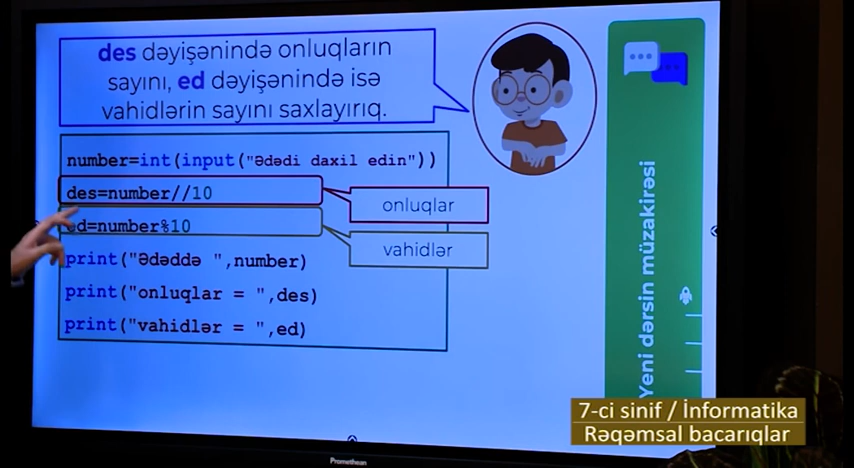 des dəyişənində onluqların
sayını, ed dəyişənində isə
vahidlərin sayını saxlayırıq.
number=int(input("Ədədi daxil edin"))
des=number//10
onluqlar
ed=number%10
vahidlər
print("Ədəddə ",number)
print("onluqlar = ",des)
print("vahidlər = ",ed)
Yeni dərsin müzakirəsi
7-ci sinif / İnformatika
Rəqəmsal bacarıqlar
Promethean